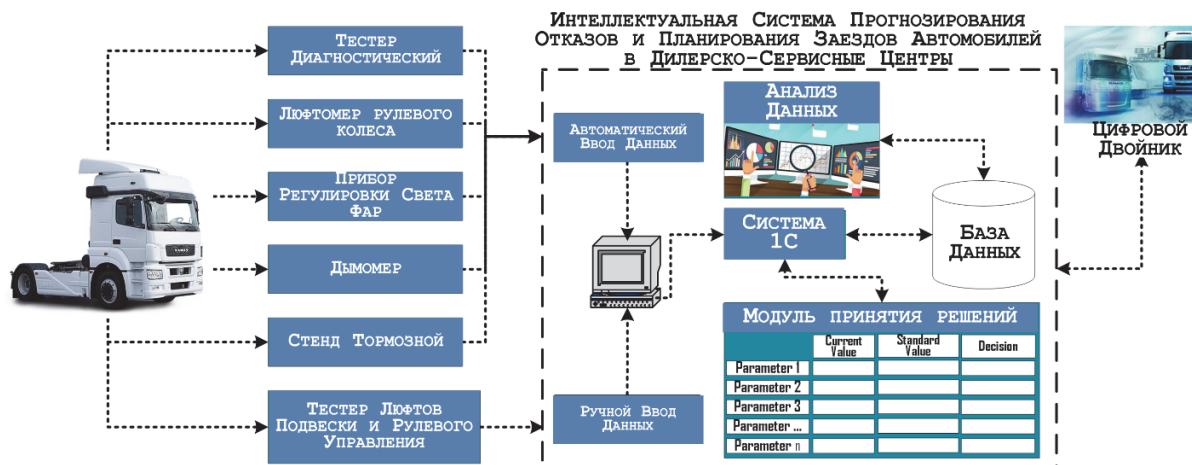 Интеллектуальная Система Прогнозирования
Отказов и Планирования Заездов Автомобилей
в Дилерско-Сервисные Центры
Тестер
Диагностический
Люфтомер рулевого
колеса
Прибор
Регулировки Света
Фар
Дымомер
Стенд Тормозной
Тестер Люфтов
Подвески и Рулевого
Управления
Автоматический
Ввод Данных
Ручной Ввод
Данных
Анализ
Данных
Система
1С
База
Данных
Модуль принятия решений
Current
Value
Standard
Value
Decision
Parameter 1
Parameter 2
Parameter 3
Parameter ...
Parameter n
Цифровой
Двойник